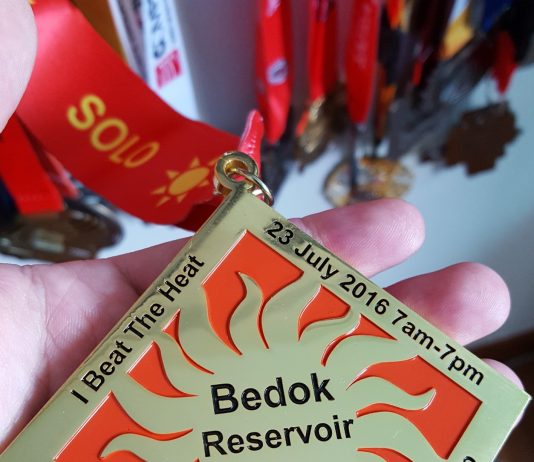 SOLO
I Beat The Heat
23 July 2016 7am-7pm
Bedok
Reservoir